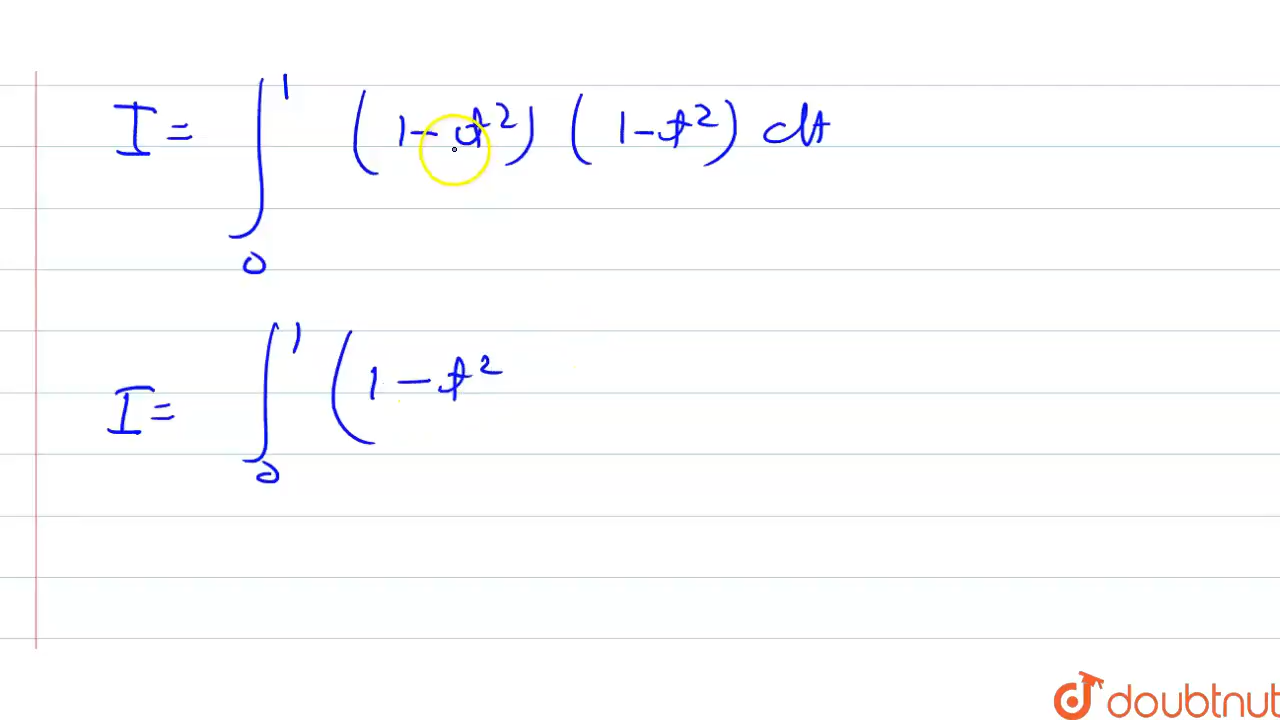 I = ∫₀¹ (1-t²) (1-t²) dt
I = ∫₀¹ (1-t²
doubtnut